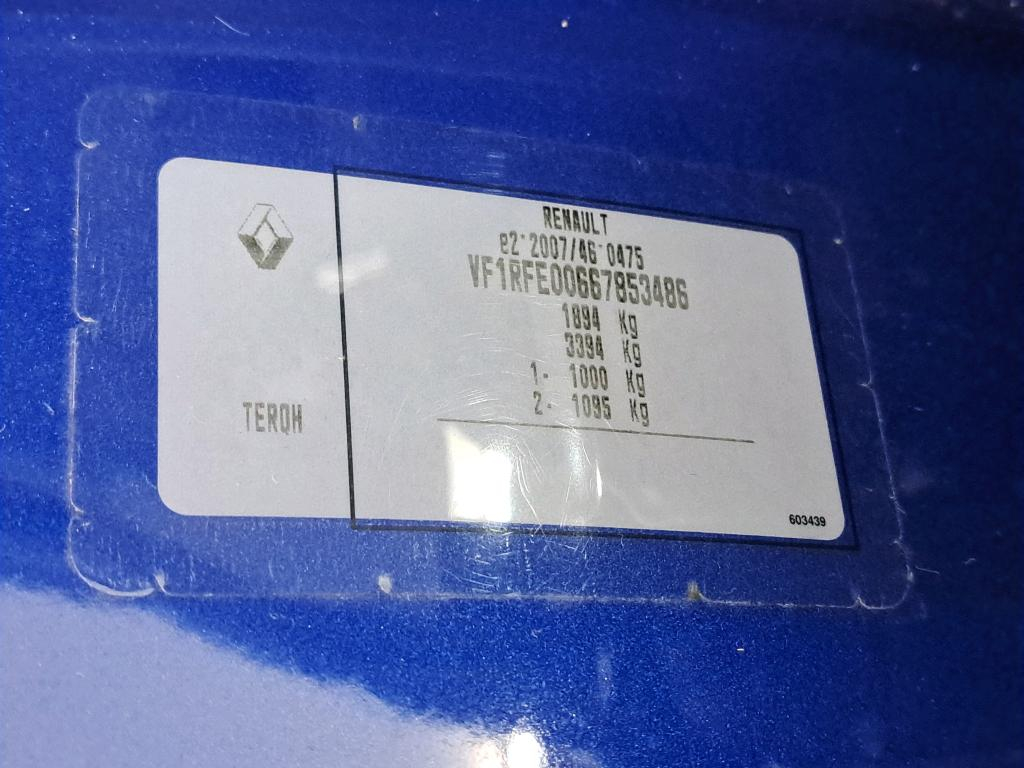 RENAULT
e2*2007/46*0475
VF1RFE00667853486
1894 Kg
3394 Kg
1- 1000 Kg
2- 1095 Kg
TERQH
603439